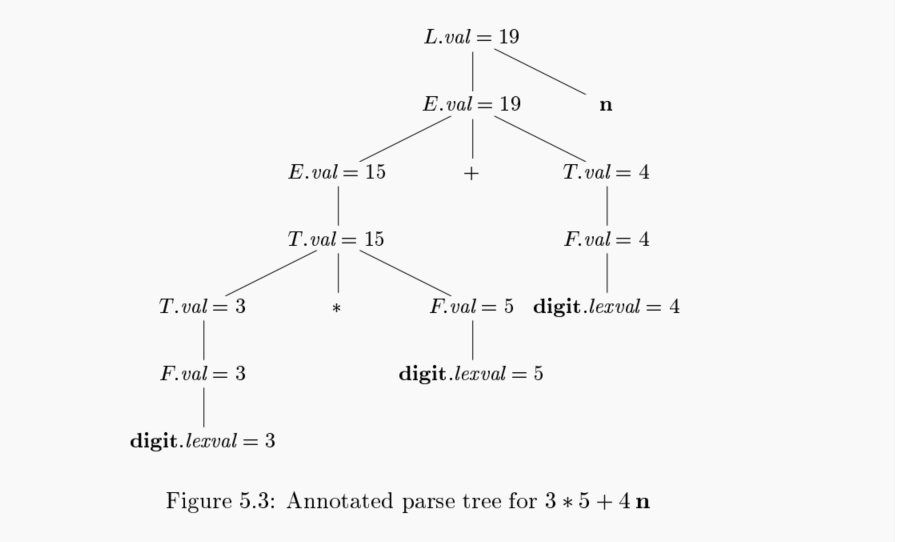 L.val = 19
E.val = 19 n
E.val = 15 + T.val = 4
T.val = 15 F.val = 4
T.val = 3 * F.val = 5 digit.lexval = 4
F.val = 3 digit.lexval = 5
digit.lexval = 3
Figure 5.3: Annotated parse tree for 3 * 5 + 4 n